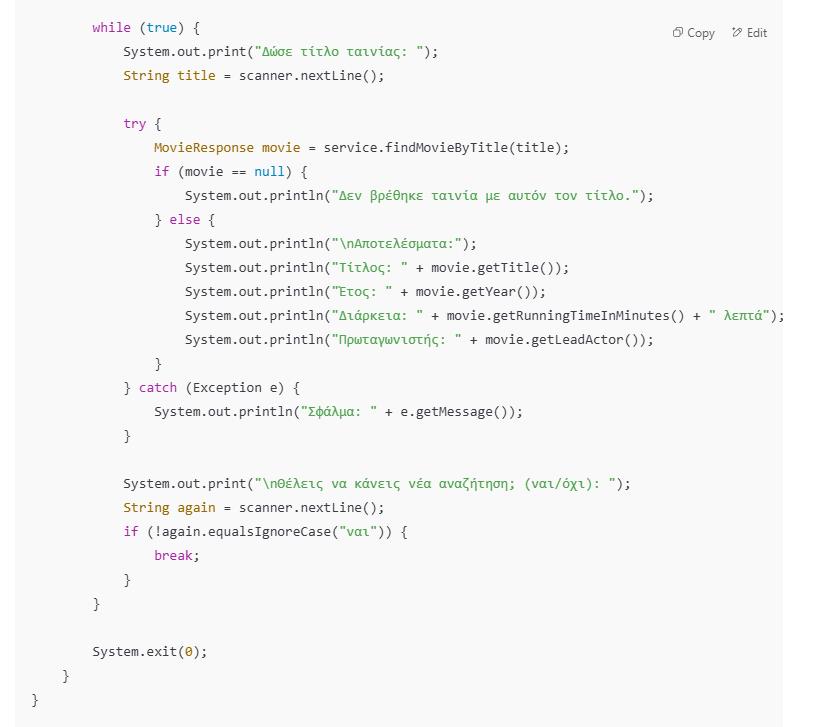 while (true) {
Copy Edit
System.out.print("Δώσε τίτλο ταινίας: ");
String title = scanner.nextLine();
try {
MovieResponse movie = service.findMovieByTitle(title);
if (movie == null) {
System.out.println("Δεν βρέθηκε ταινία με αυτόν τον τίτλο.");
} else {
System.out.println("\nΑποτελέσματα:");
System.out.println("Τίτλος: " + movie.getTitle());
System.out.println("Έτος: " + movie.getYear());
System.out.println("Διάρκεια: " + movie.getRunningTimeInMinutes() + " λεπτά");
System.out.println("Πρωταγωνιστής: " + movie.getLeadActor());
}
} catch (Exception e) {
System.out.println("Σφάλμα: " + e.getMessage());
}
System.out.print("\nΘέλεις να κάνεις νέα αναζήτηση; (ναι/όχι): ");
String again = scanner.nextLine();
if (!again.equalsIgnoreCase("ναι")) {
break;
}
}
System.exit(0);
}
}